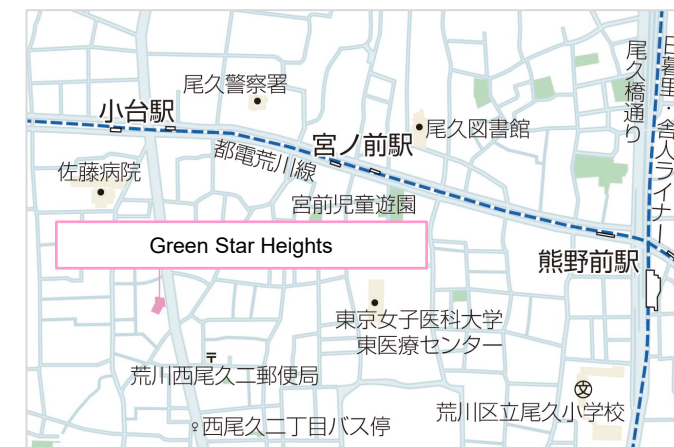 尾久警察署
小台駅
宮ノ前駅
尾久図書館
尾久橋通り
日暮里・舎人ライナー
都電荒川線
佐藤病院
宮前児童遊園
Green Star Heights
熊野前駅
東京女子医科大学
東医療センター
〒
荒川西尾久二郵便局
文
荒川区立尾久小学校
西尾久二丁目バス停